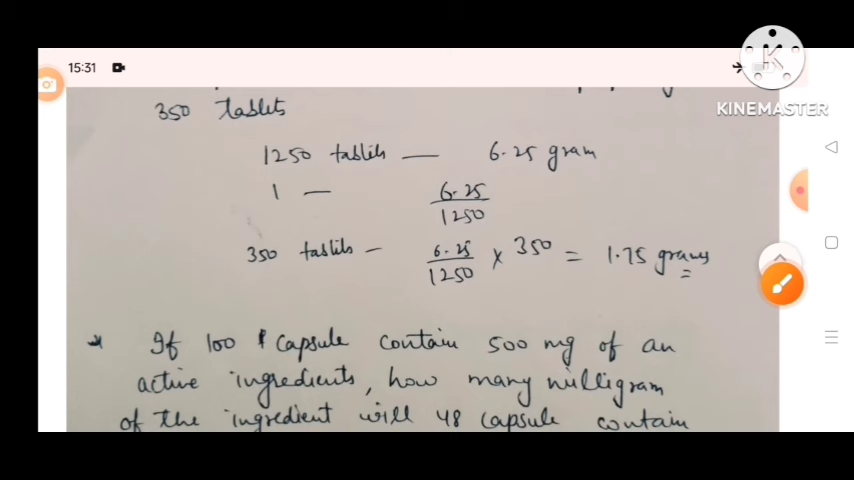 15:31
KINEMASTER
350 tablets
1250 tablets — 6.25 gram
1 — 6.25/1250
350 tablets — 6.25/1250 × 350 = 1.75 grams
If 100 capsule contain 500 mg of an
active ingredients, how many milligram
of the ingredient will 48 capsule contain